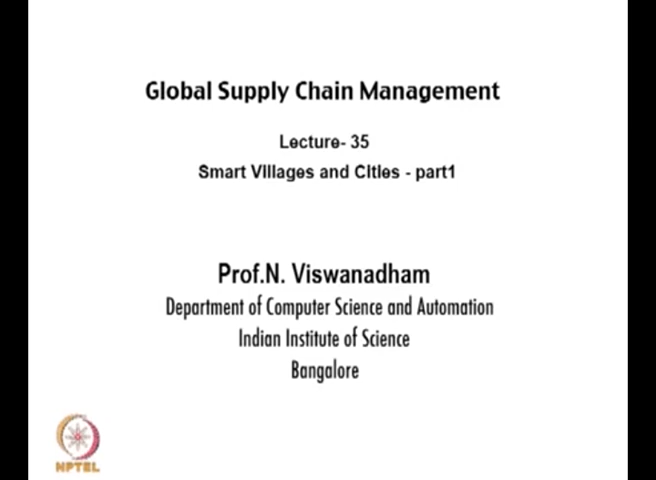 Global Supply Chain Management
Lecture- 35
Smart Villages and Cities - part1
Prof.N. Viswanadham
Department of Computer Science and Automation
Indian Institute of Science
Bangalore
NPTEL